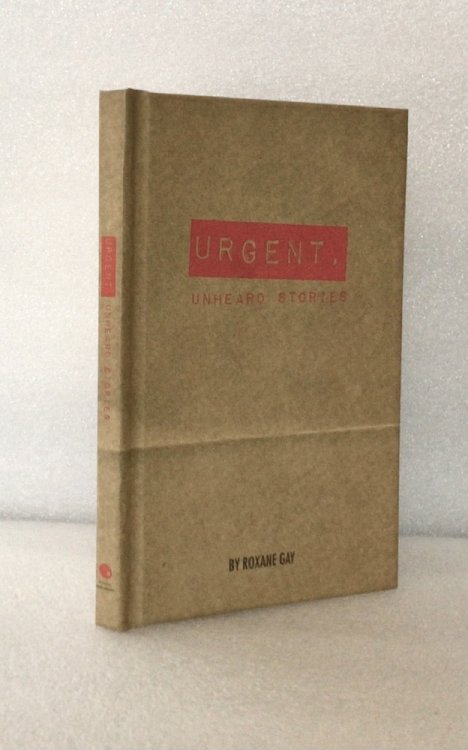 URGENT,
UNHEARD STORIES
BY ROXANE GAY
URGENT, UNHEARD STORIES